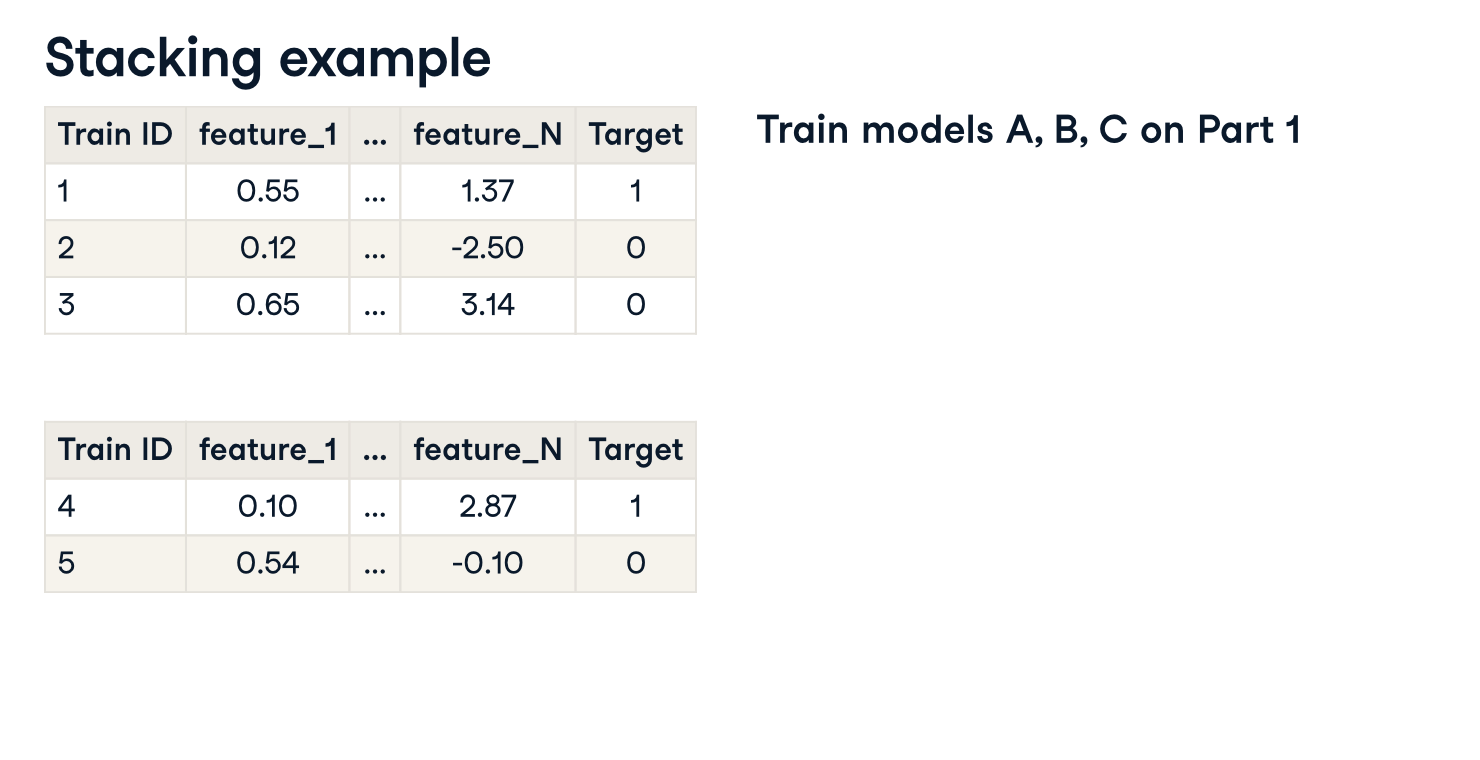 Stacking example
Train ID feature_1 ... feature_N Target
1 0.55 ... 1.37 1
2 0.12 ... -2.50 0
3 0.65 ... 3.14 0
Train models A, B, C on Part 1
Train ID feature_1 ... feature_N Target
4 0.10 ... 2.87 1
5 0.54 ... -0.10 0